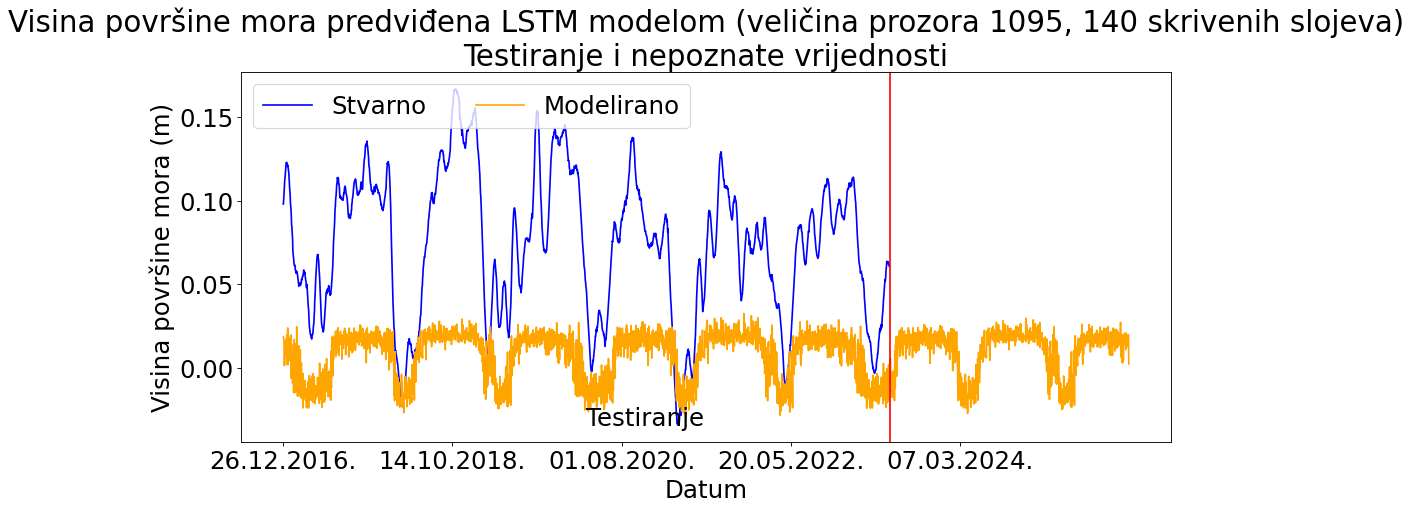 Visina površine mora predviđena LSTM modelom (veličina prozora 1095, 140 skrivenih slojeva)
Testiranje i nepoznate vrijednosti
Stvarno Modelirano
Visina površine mora (m)
0.15
0.10
0.05
0.00
Testiranje
26.12.2016. 14.10.2018. 01.08.2020. 20.05.2022. 07.03.2024.
Datum